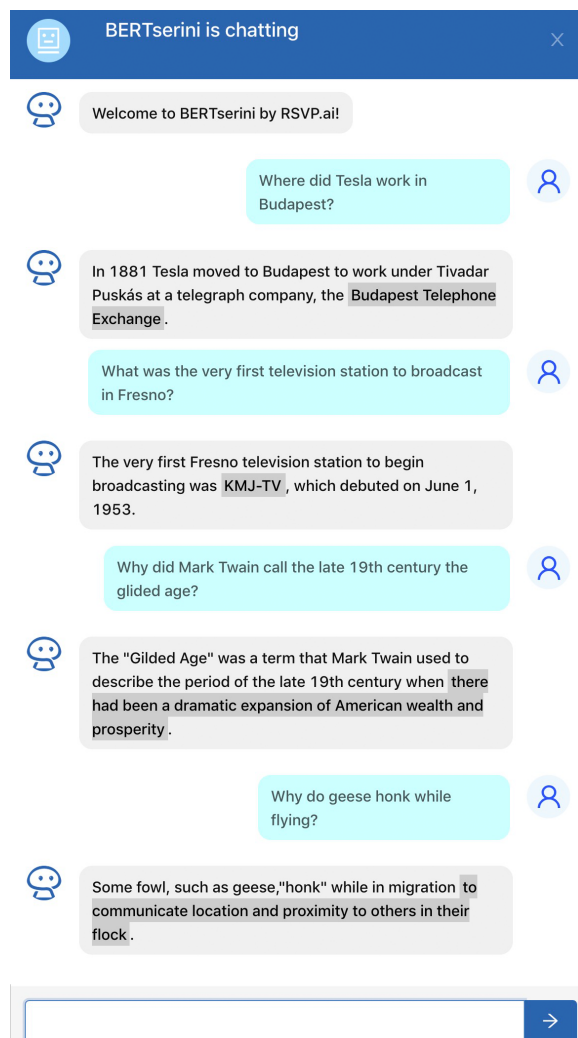 BERTserini is chatting
Welcome to BERTserini by RSVP.ai!
Where did Tesla work in
Budapest?
In 1881 Tesla moved to Budapest to work under Tivadar
Puskás at a telegraph company, the Budapest Telephone
Exchange .
What was the very first television station to broadcast
in Fresno?
The very first Fresno television station to begin
broadcasting was KMJ-TV , which debuted on June 1,
1953.
Why did Mark Twain call the late 19th century the
glided age?
The "Gilded Age" was a term that Mark Twain used to
describe the period of the late 19th century when there
had been a dramatic expansion of American wealth and
prosperity .
Why do geese honk while
flying?
Some fowl, such as geese,"honk" while in migration to
communicate location and proximity to others in their
flock .